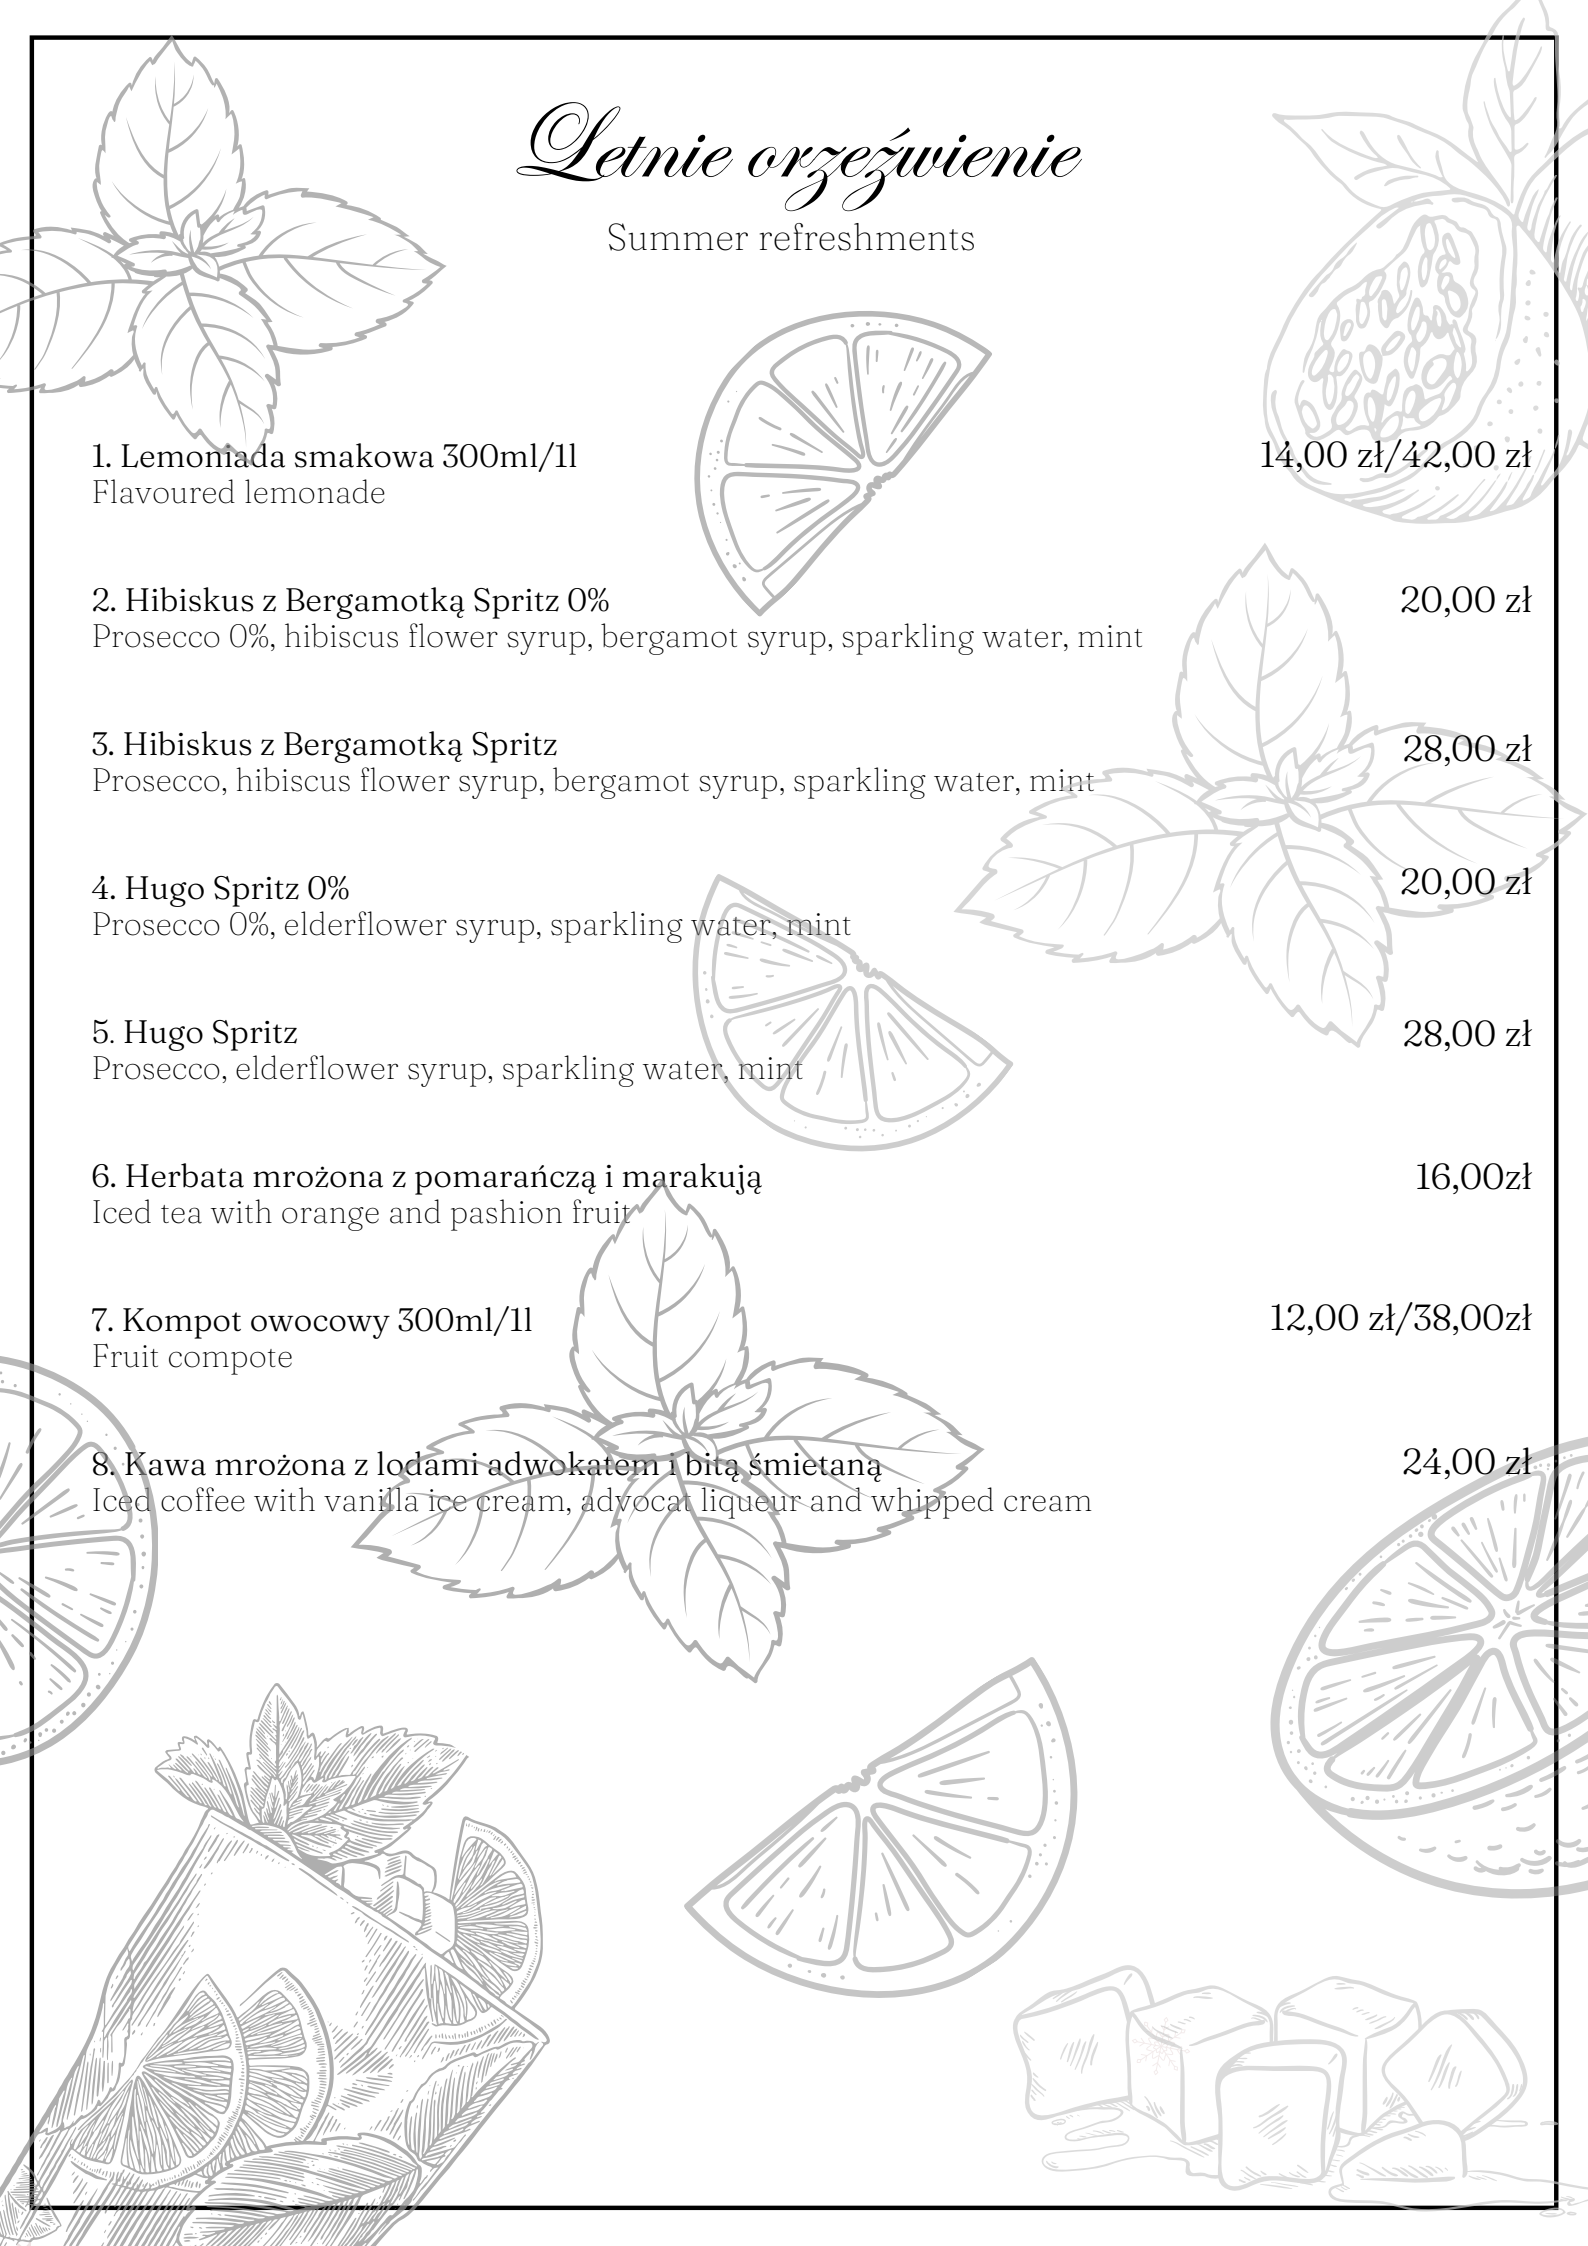 Letnie orzeźwienie
Summer refreshments
1. Lemoniada smakowa 300ml/1l 14,00 zł/42,00 zł
Flavoured lemonade
2. Hibiskus z Bergamotką Spritz 0% 20,00 zł
Prosecco 0%, hibiscus flower syrup, bergamot syrup, sparkling water, mint
3. Hibiskus z Bergamotką Spritz 28,00 zł
Prosecco, hibiscus flower syrup, bergamot syrup, sparkling water, mint
4. Hugo Spritz 0% 20,00 zł
Prosecco 0%, elderflower syrup, sparkling water, mint
5. Hugo Spritz 28,00 zł
Prosecco, elderflower syrup, sparkling water, mint
6. Herbata mrożona z pomarańczą i marakują 16,00zł
Iced tea with orange and pashion fruit
7. Kompot owocowy 300ml/1l 12,00 zł/38,00zł
Fruit compote
8. Kawa mrożona z lodami adwokatem i bitą śmietaną 24,00 zł
Iced coffee with vanilla ice cream, advocat liqueur and whipped cream